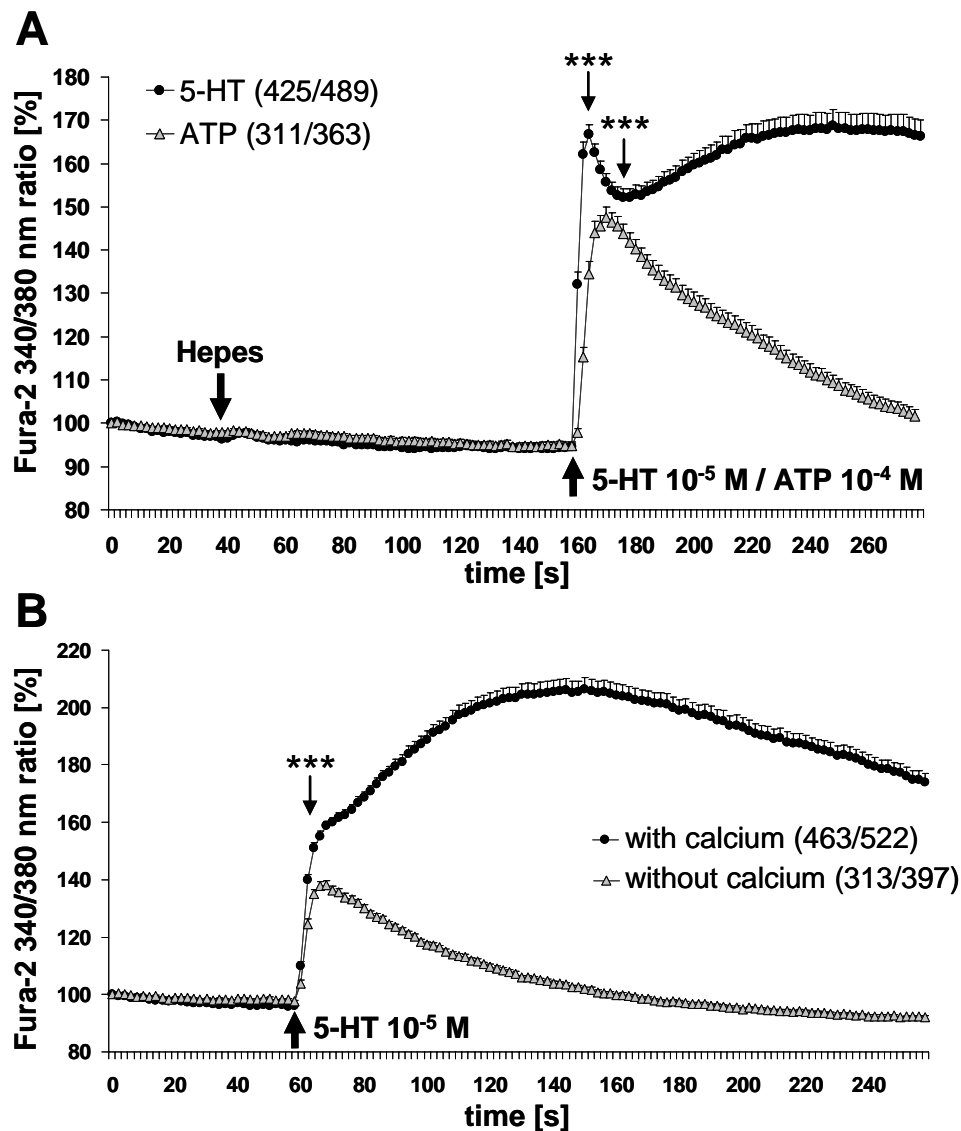 A
Fura-2 340/380 nm ratio [%]
180
170
160
150
140
130
120
110
100
90
80
5-HT (425/489)
ATP (311/363)
***
***
Hepes
5-HT 10⁻⁵ M / ATP 10⁻⁴ M
0 20 40 60 80 100 120 140 160 180 200 220 240 260
time [s]
B
Fura-2 340/380 nm ratio [%]
220
200
180
160
140
120
100
80
***
with calcium (463/522)
without calcium (313/397)
5-HT 10⁻⁵ M
0 20 40 60 80 100 120 140 160 180 200 220 240
time [s]